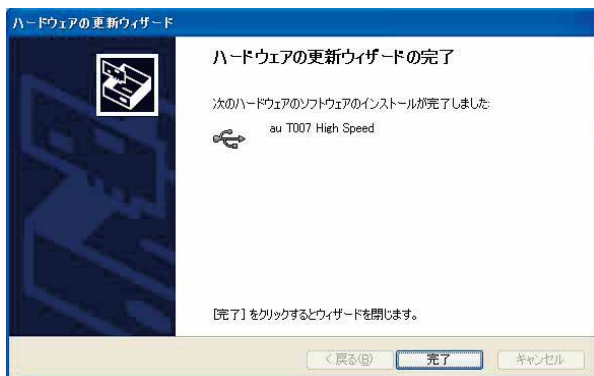 ハードウェアの更新ウィザード
ハードウェアの更新ウィザードの完了
次のハードウェアのソフトウェアのインストールが完了しました:
au T007 High Speed
[完了] をクリックするとウィザードを閉じます。
< 戻る(B)
完了
キャンセル